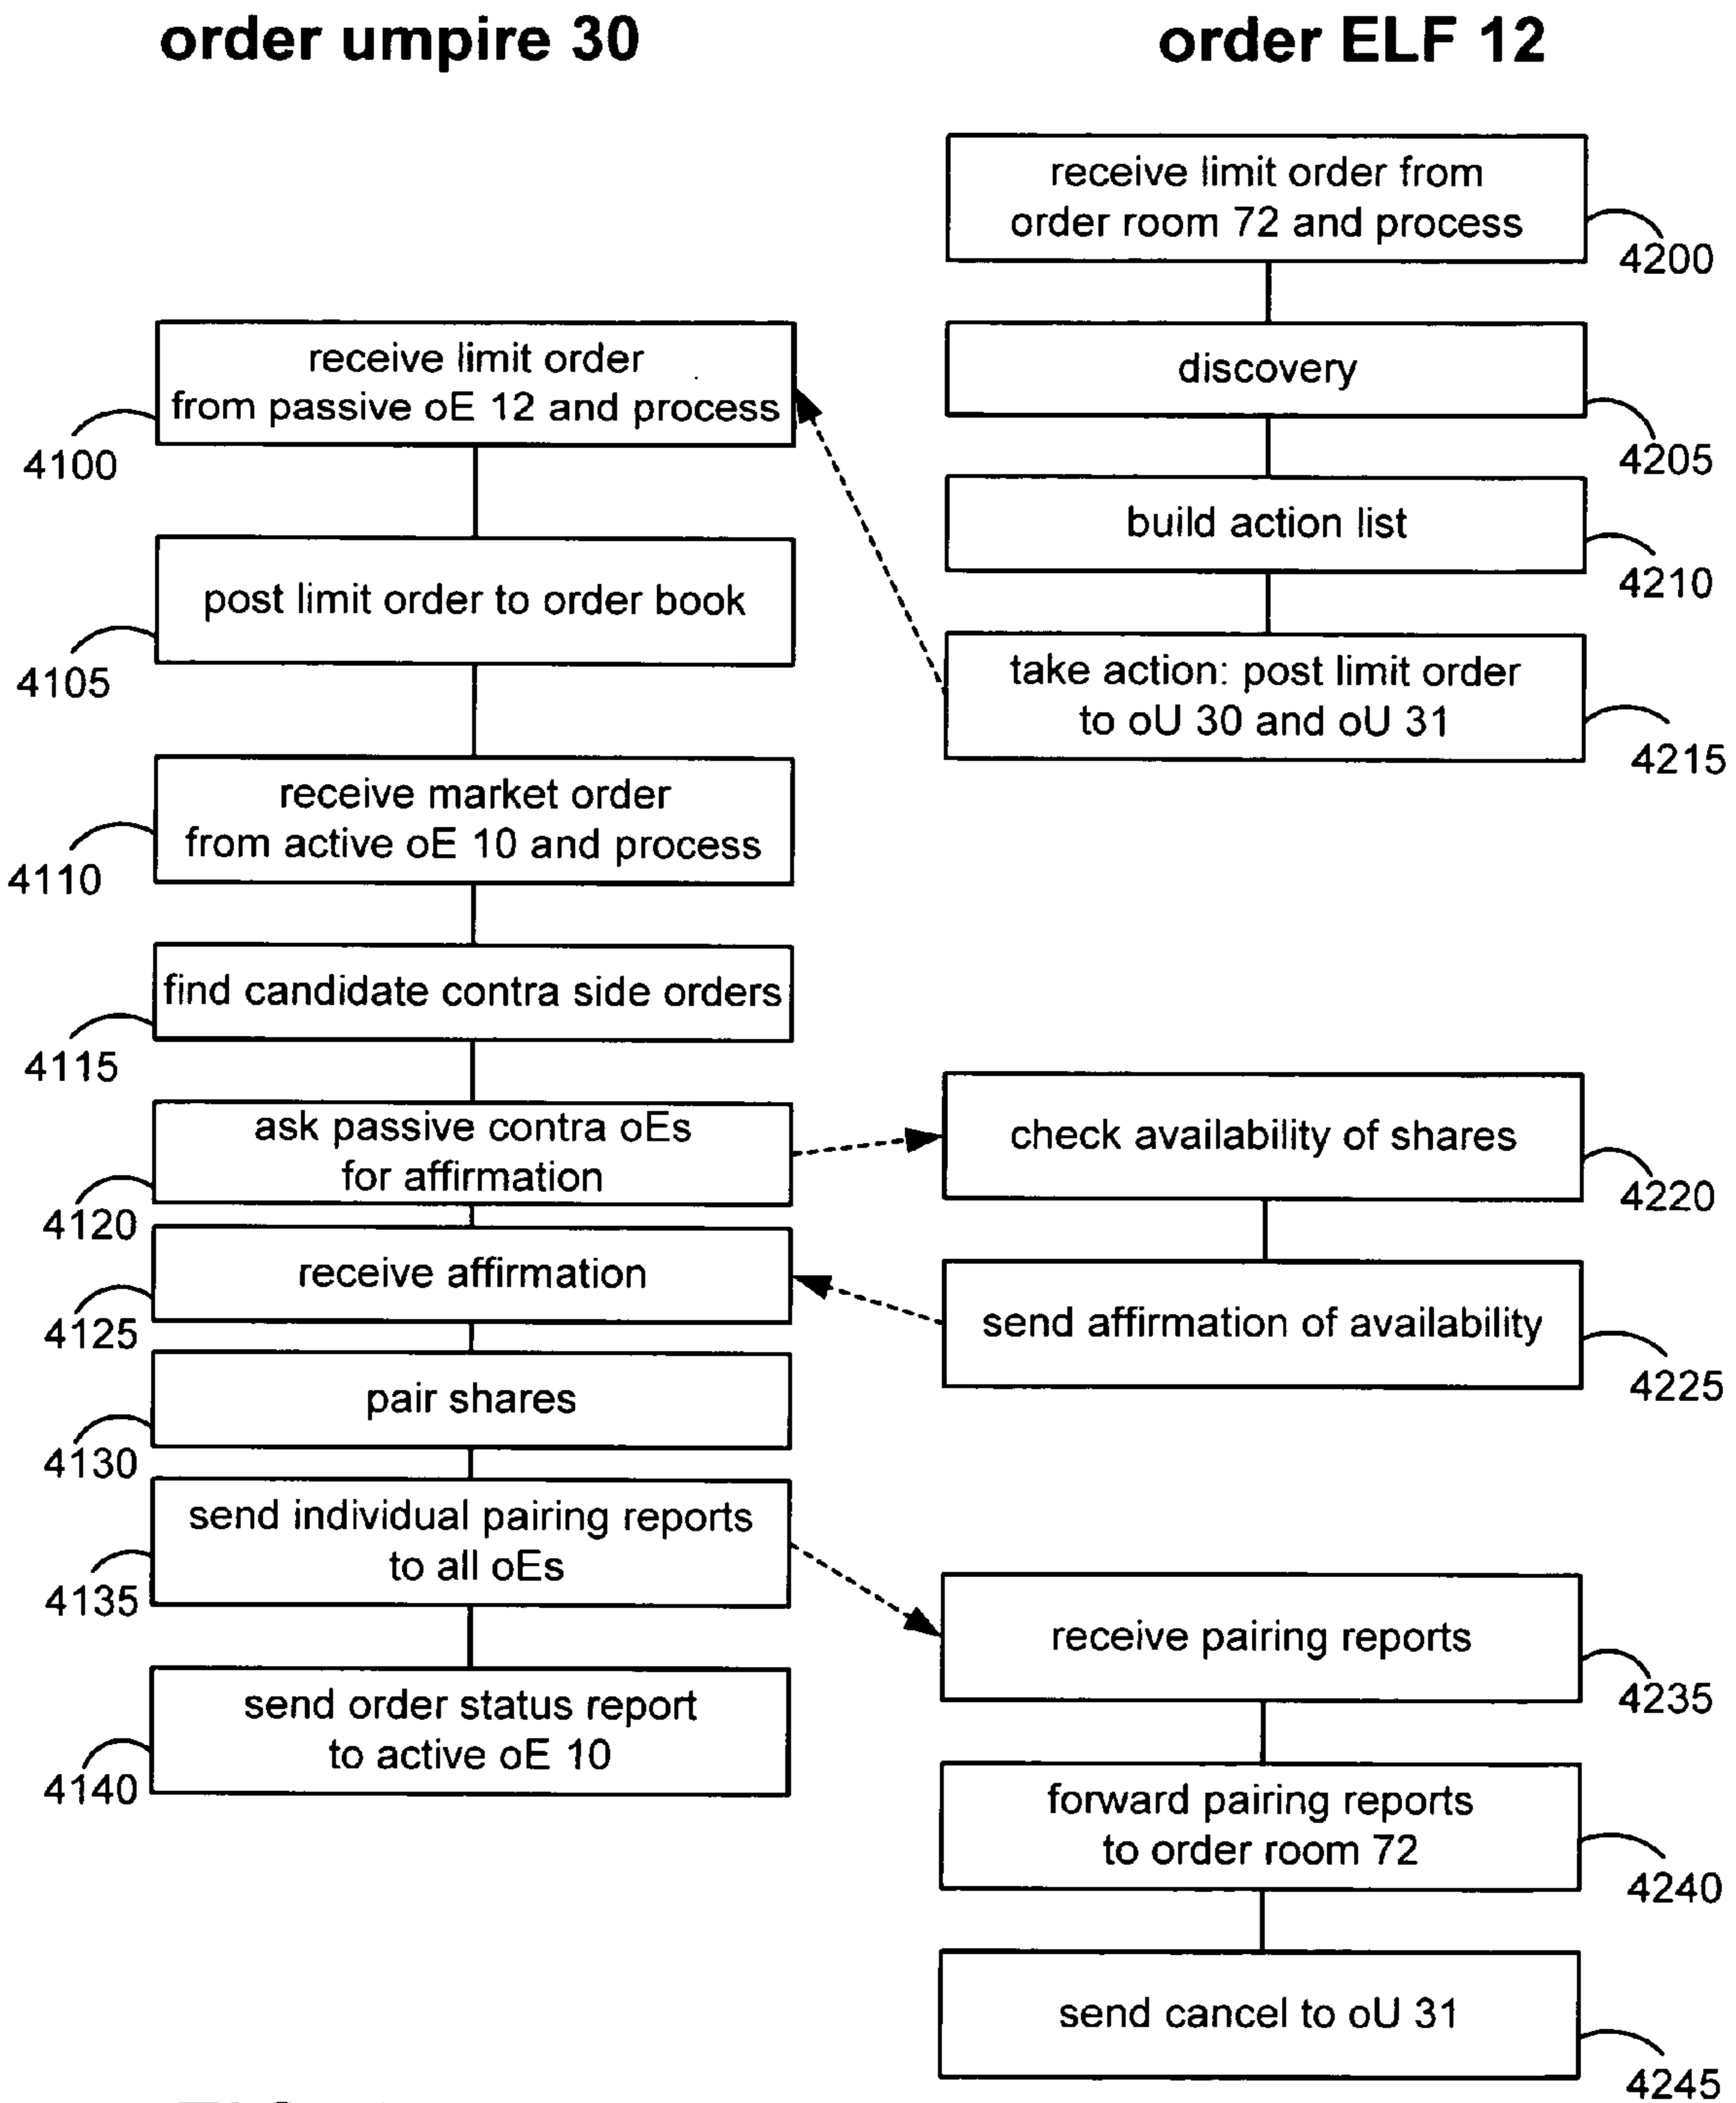 order umpire 30
order ELF 12
receive limit order from
order room 72 and process
4200
discovery
4205
build action list
4210
take action: post limit order
to oU 30 and oU 31
4215
receive limit order
from passive oE 12 and process
4100
post limit order to order book
4105
receive market order
from active oE 10 and process
4110
find candidate contra side orders
4115
ask passive contra oEs
for affirmation
4120
check availability of shares
4220
receive affirmation
4125
send affirmation of availability
4225
pair shares
4130
send individual pairing reports
to all oEs
4135
receive pairing reports
4235
send order status report
to active oE 10
4140
forward pairing reports
to order room 72
4240
send cancel to oU 31
4245